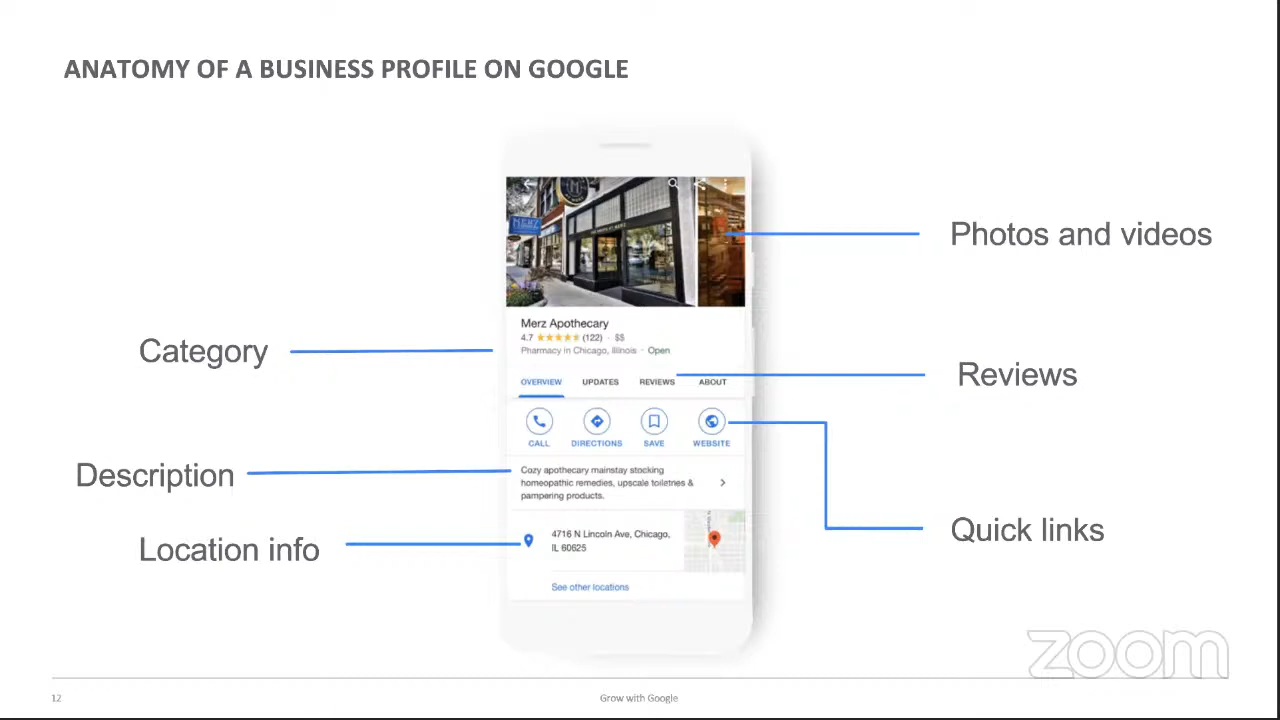 ANATOMY OF A BUSINESS PROFILE ON GOOGLE
MERZ
Photos and videos
Merz Apothecary
4.7 ★★★★★ (122) · $$
Pharmacy in Chicago, Illinois · Open
Category
Reviews
OVERVIEW UPDATES REVIEWS ABOUT
CALL DIRECTIONS SAVE WEBSITE
Description
Cozy apothecary mainstay stocking
homeopathic remedies, upscale toiletries &
pampering products.
Quick links
Location info
4716 N Lincoln Ave, Chicago,
IL 60625
See other locations
zoom
12
Grow with Google